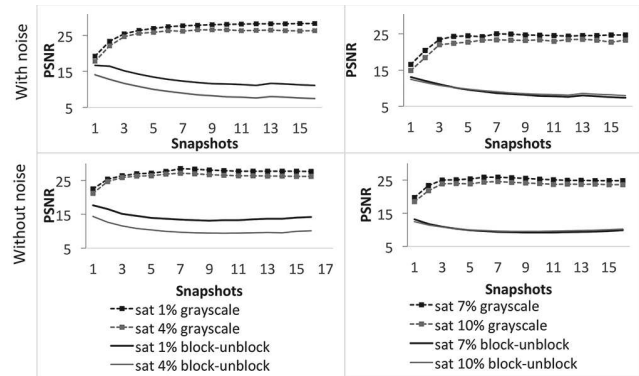 With noise
PSNR
25
15
5
1 3 5 7 9 11 13 15
Snapshots
PSNR
25
15
5
1 3 5 7 9 11 13 15
Snapshots
Without noise
PSNR
25
15
5
1 3 5 7 9 11 13 15 17
Snapshots
sat 1% grayscale
sat 4% grayscale
sat 1% block-unblock
sat 4% block-unblock
PSNR
25
15
5
1 3 5 7 9 11 13 15
Snapshots
sat 7% grayscale
sat 10% grayscale
sat 7% block-unblock
sat 10% block-unblock